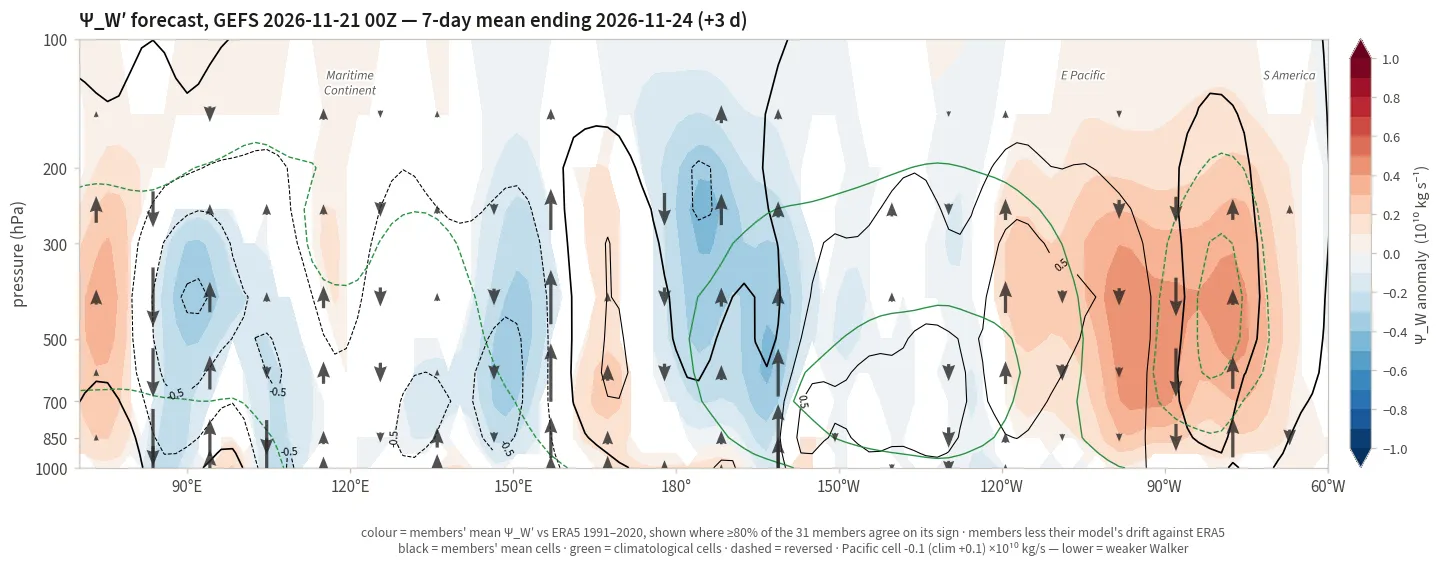 Ψ_W′ forecast, GEFS 2026-11-21 00Z — 7-day mean ending 2026-11-24 (+3 d)
100
200
300
400
500
700
850
1000
pressure (hPa)
Maritime
Continent
E Pacific
S America
0.5
0.5
-0.5
-0.5
-0.5
-0.5
-0.5
90°E
120°E
150°E
180°
150°W
120°W
90°W
60°W
1.0
0.8
0.6
0.4
0.2
0.0
−0.2
−0.4
−0.6
−0.8
−1.0
Ψ_W anomaly (10¹⁰ kg s⁻¹)
colour = members' mean Ψ_W′ vs ERA5 1991–2020, shown where ≥80% of the 31 members agree on its sign · members less their model's drift against ERA5
black = members' mean cells · green = climatological cells · dashed = reversed · Pacific cell -0.1 (clim +0.1) ×10¹⁰ kg/s — lower = weaker Walker